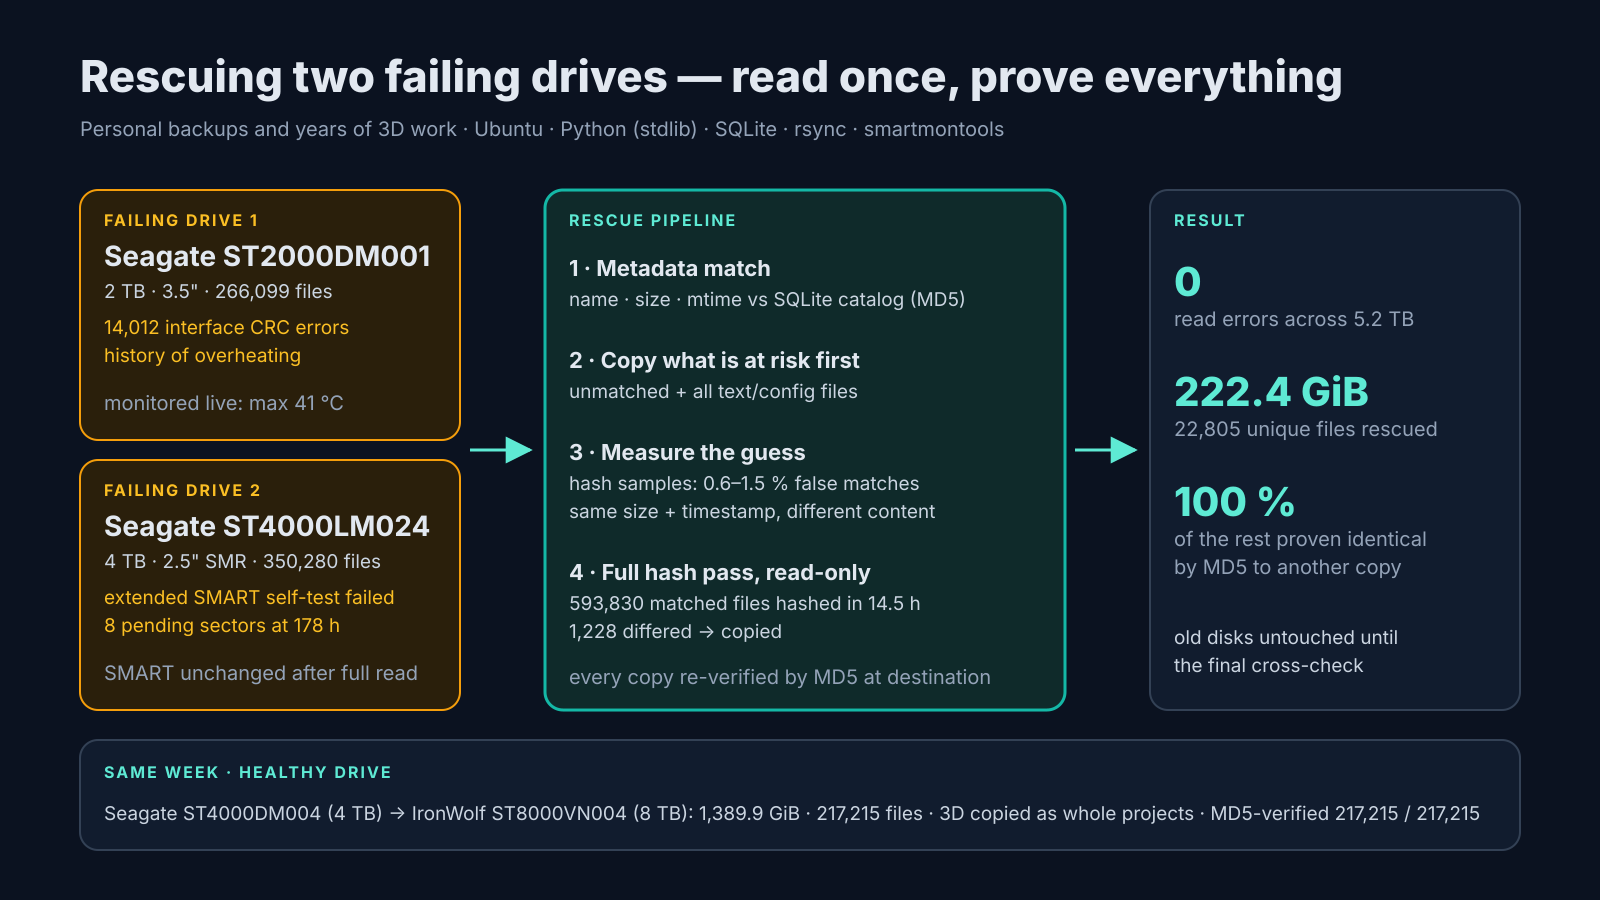 Rescuing two failing drives — read once, prove everything
Personal backups and years of 3D work · Ubuntu · Python (stdlib) · SQLite · rsync · smartmontools
FAILING DRIVE 1
Seagate ST2000DM001
2 TB · 3.5" · 266,099 files
14,012 interface CRC errors
history of overheating
monitored live: max 41 °C
FAILING DRIVE 2
Seagate ST4000LM024
4 TB · 2.5" SMR · 350,280 files
extended SMART self-test failed
8 pending sectors at 178 h
SMART unchanged after full read
RESCUE PIPELINE
1 · Metadata match
name · size · mtime vs SQLite catalog (MD5)
2 · Copy what is at risk first
unmatched + all text/config files
3 · Measure the guess
hash samples: 0.6–1.5 % false matches
same size + timestamp, different content
4 · Full hash pass, read-only
593,830 matched files hashed in 14.5 h
1,228 differed → copied
every copy re-verified by MD5 at destination
RESULT
0
read errors across 5.2 TB
222.4 GiB
22,805 unique files rescued
100 %
of the rest proven identical
by MD5 to another copy
old disks untouched until
the final cross-check
SAME WEEK · HEALTHY DRIVE
Seagate ST4000DM004 (4 TB) → IronWolf ST8000VN004 (8 TB): 1,389.9 GiB · 217,215 files · 3D copied as whole projects · MD5-verified 217,215 / 217,215